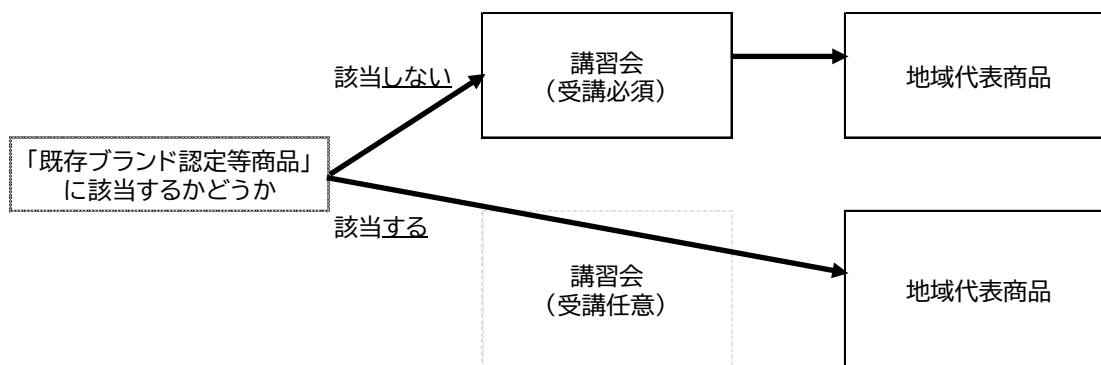 「既存ブランド認定等商品」
に該当するかどうか
該当しない
講習会
（受講必須）
地域代表商品
該当する
講習会
（受講任意）
地域代表商品